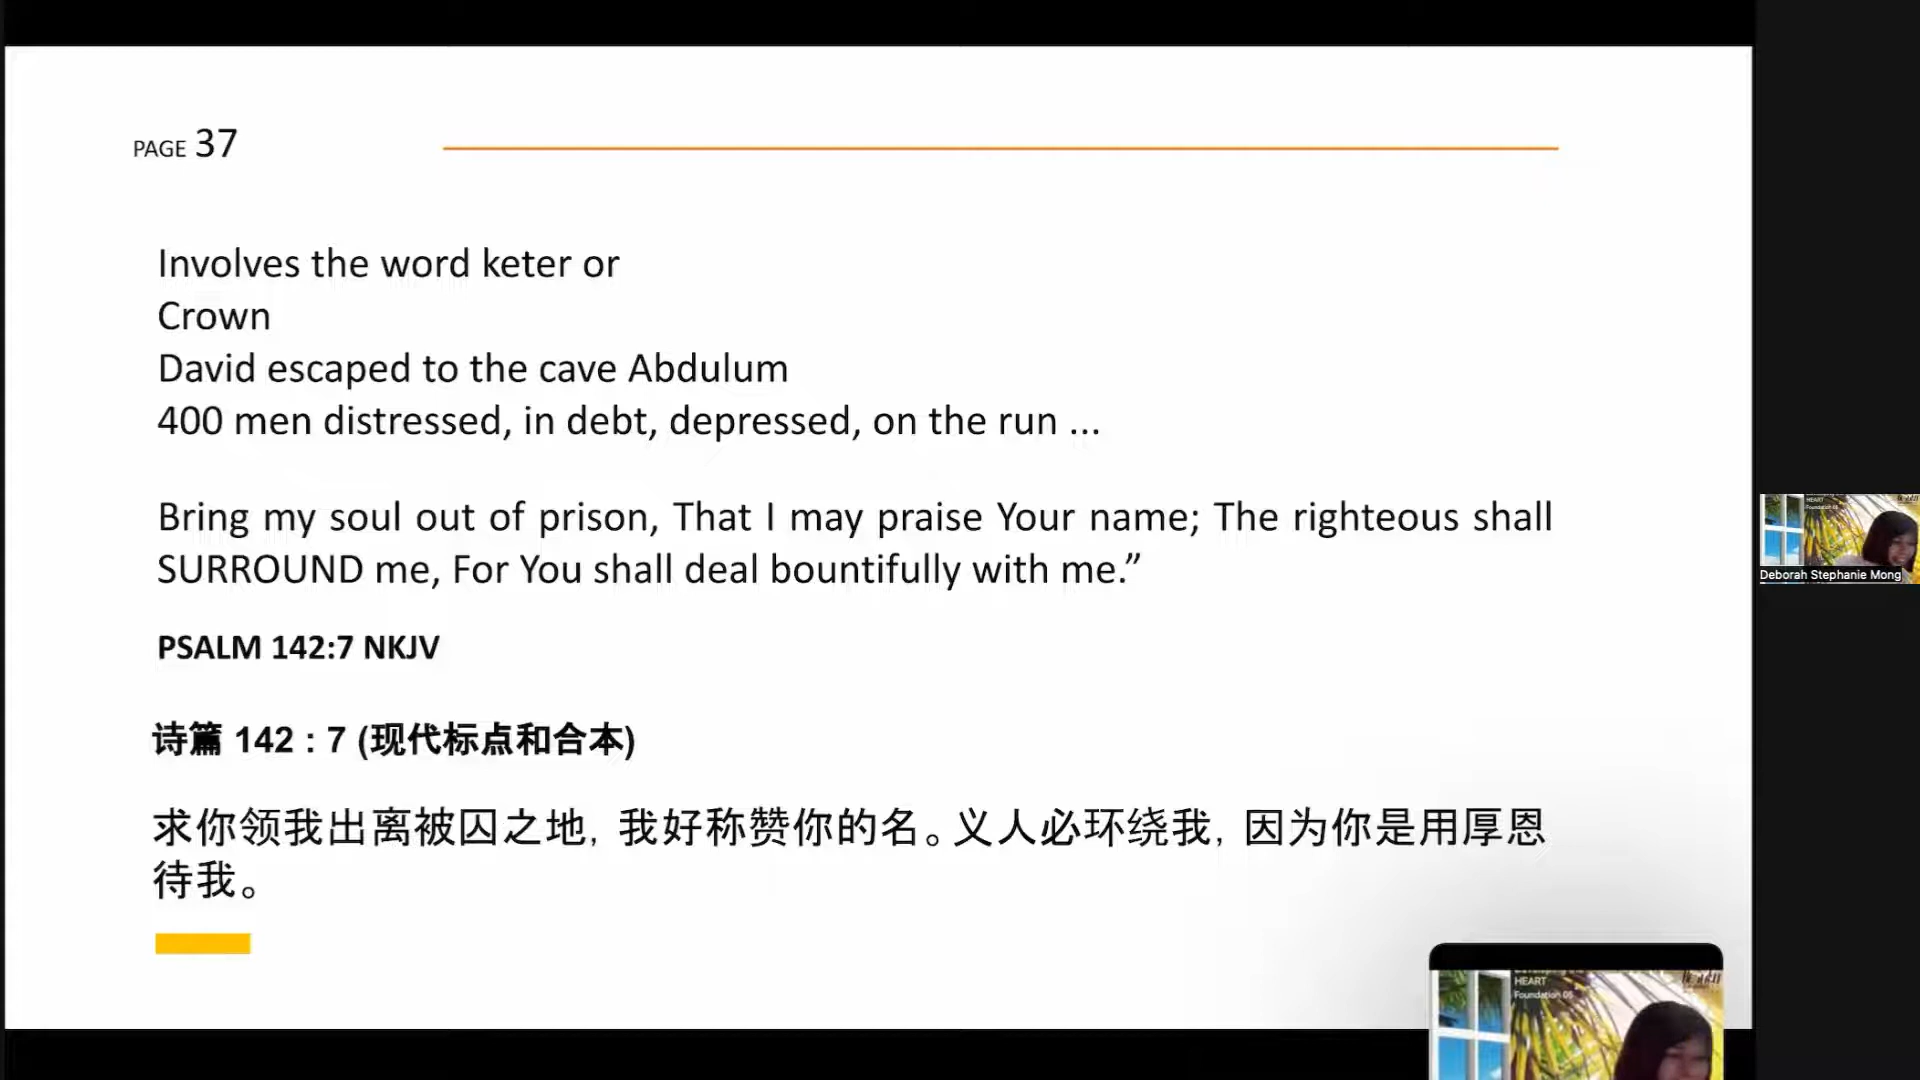 PAGE 37
Involves the word keter or
Crown
David escaped to the cave Abdulum
400 men distressed, in debt, depressed, on the run ...
Bring my soul out of prison, That I may praise Your name; The righteous shall
SURROUND me, For You shall deal bountifully with me.”
PSALM 142:7 NKJV
诗篇 142 : 7 (现代标点和合本)
求你领我出离被囚之地，我好称赞你的名。义人必环绕我，因为你是用厚恩
待我。
HEART
Foundation 05
Deborah Stephanie Mong
HEART
Foundation 05